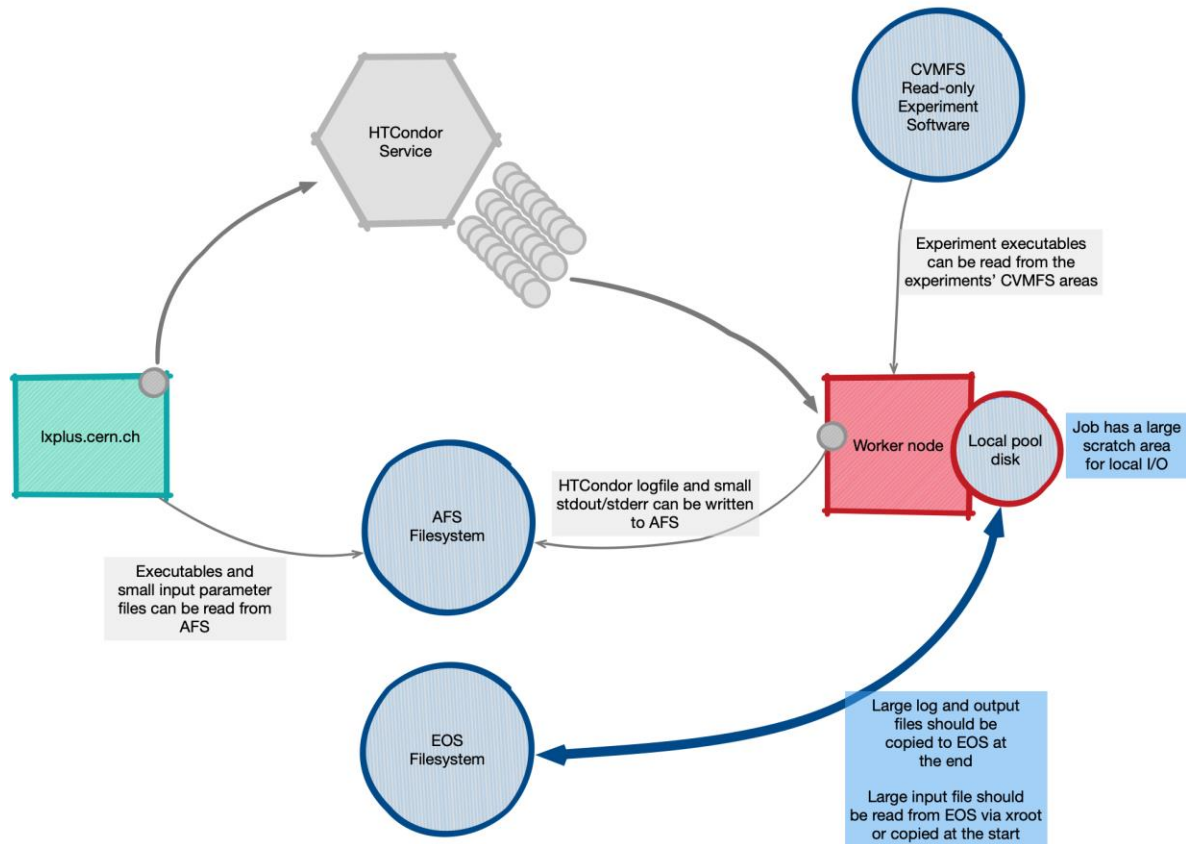 CVMFS
Read-only
Experiment
Software
HTCondor
Service
Experiment executables
can be read from the
experiments’ CVMFS areas
lxplus.cern.ch
Worker node
Local pool
disk
Job has a large
scratch area
for local I/O
HTCondor logfile and small
stdout/stderr can be written
to AFS
AFS
Filesystem
Executables and
small input parameter
files can be read from
AFS
EOS
Filesystem
Large log and output
files should be
copied to EOS at
the end
Large input file should
be read from EOS via xroot
or copied at the start